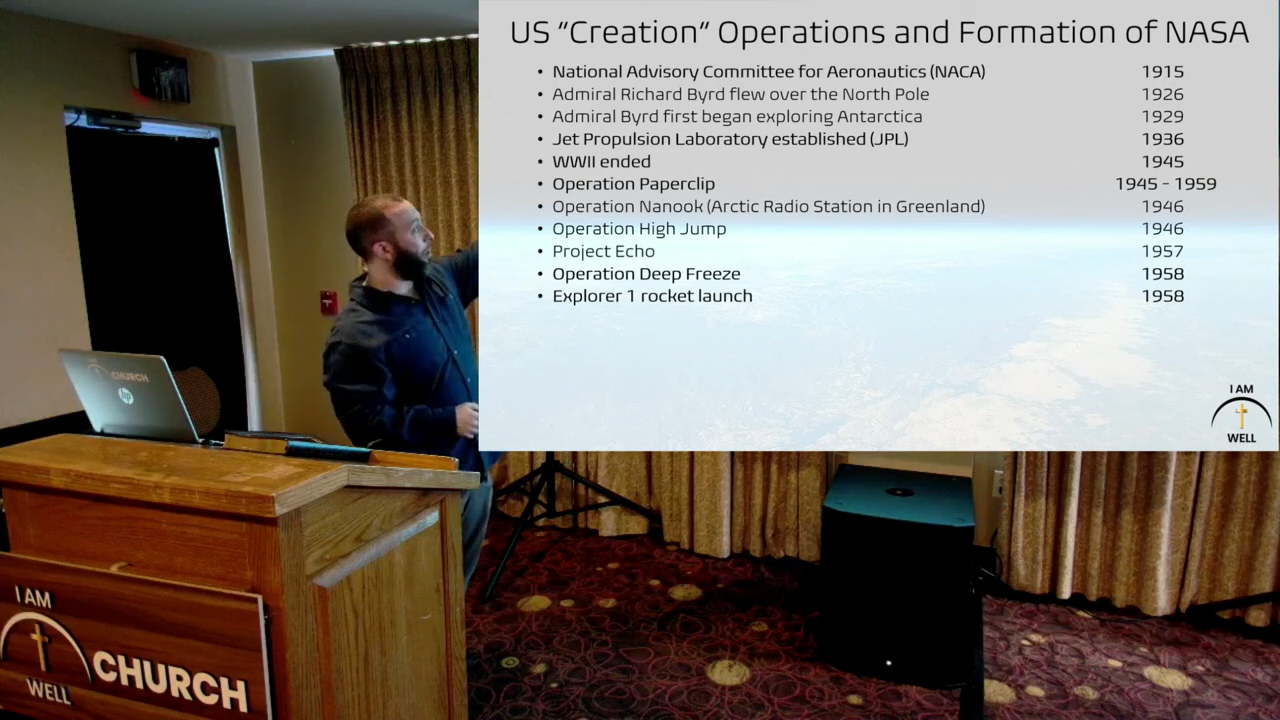 US "Creation" Operations and Formation of NASA
• National Advisory Committee for Aeronautics (NACA) 1915
• Admiral Richard Byrd flew over the North Pole 1926
• Admiral Byrd first began exploring Antarctica 1929
• Jet Propulsion Laboratory established (JPL) 1936
• WWII ended 1945
• Operation Paperclip 1945 - 1959
• Operation Nanook (Arctic Radio Station in Greenland) 1946
• Operation High Jump 1946
• Project Echo 1957
• Operation Deep Freeze 1958
• Explorer 1 rocket launch 1958
I AM
WELL
CHURCH
hp
I AM
CHURCH
WELL